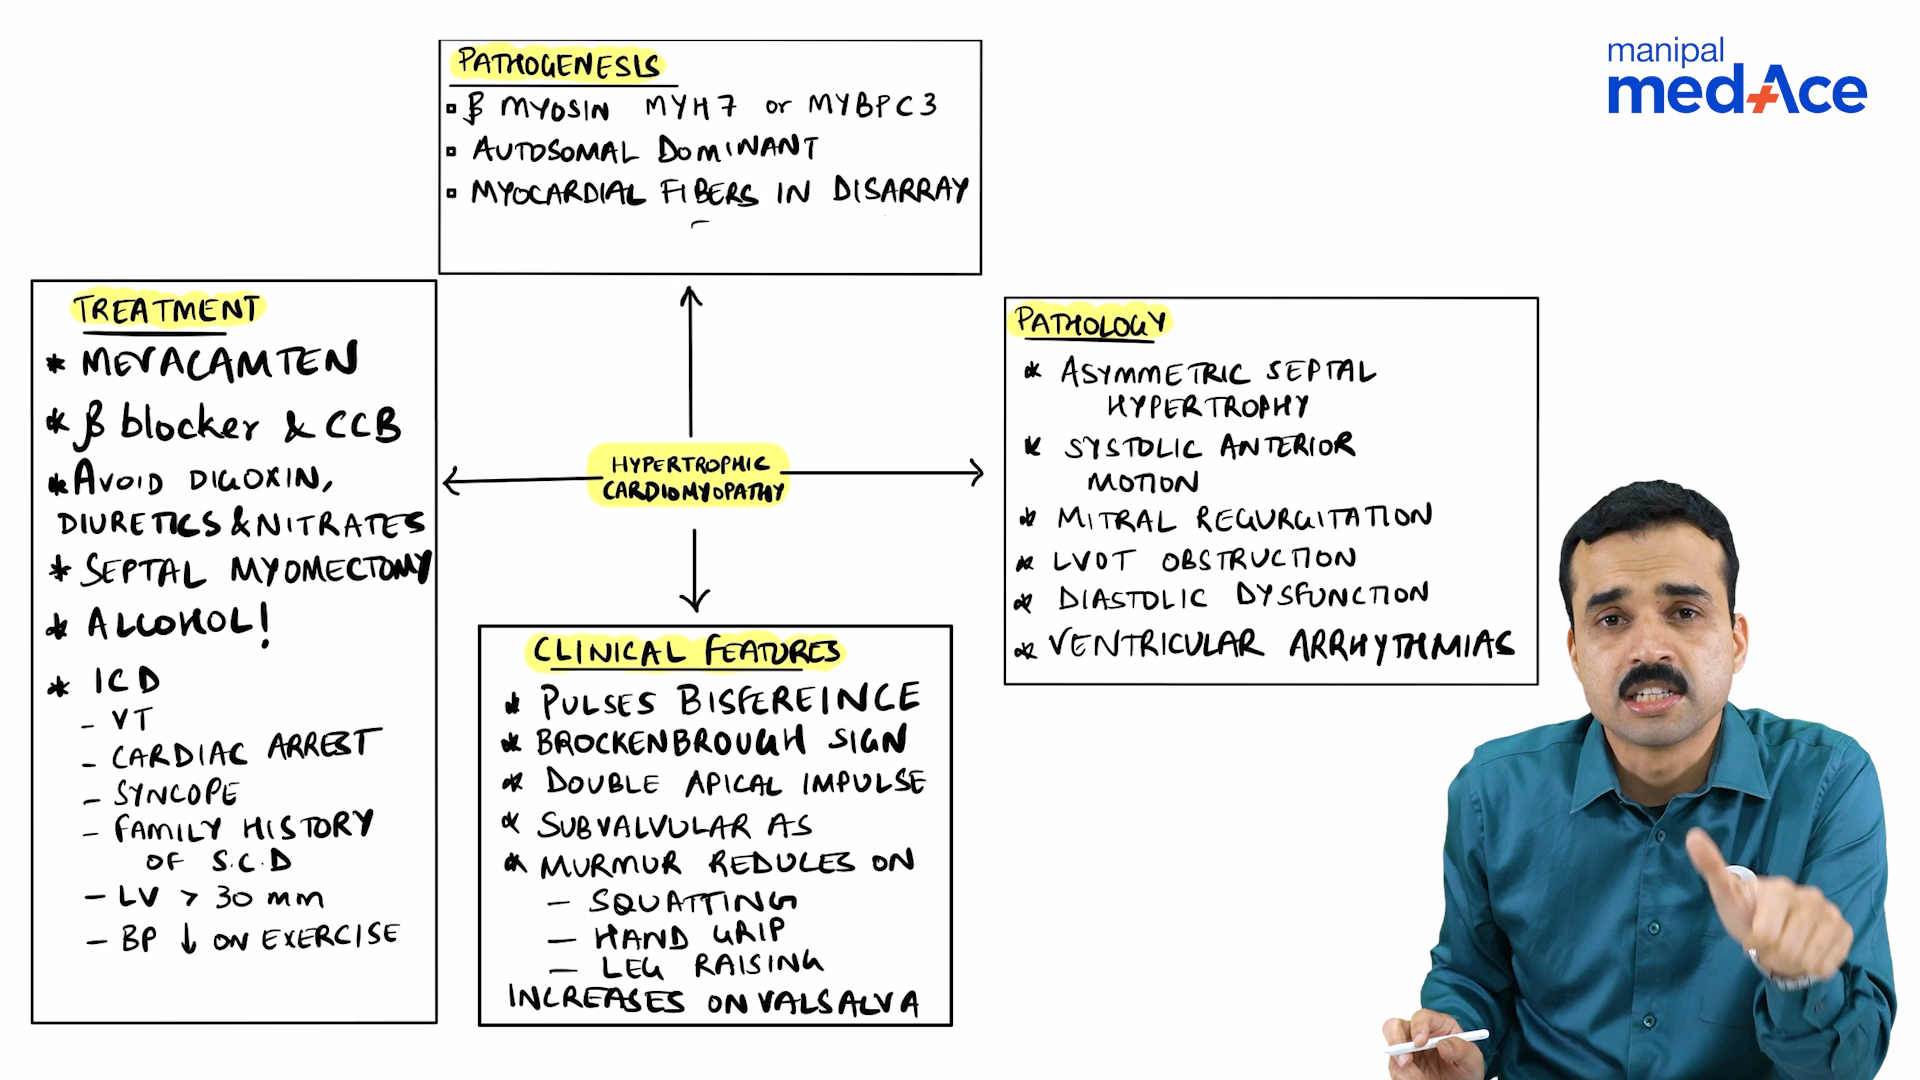 PATHOGENESIS
β MYOSIN MYH7 or MYBPC3
AUTOSOMAL DOMINANT
MYOCARDIAL FIBERS IN DISARRAY
manipal
medAce
TREATMENT
* MEVACAMTEN
* β blocker & CCB
* AVOID DIGOXIN,
DIURETICS & NITRATES
* SEPTAL MYOMECTOMY
* ALCOHOL!
* ICD
- VT
- CARDIAC ARREST
- SYNCOPE
- FAMILY HISTORY
OF S.C.D
- LV > 30 mm
- BP ↓ ON EXERCISE
HYPERTROPHIC
CARDIOMYOPATHY
PATHOLOGY
* ASYMMETRIC SEPTAL
HYPERTROPHY
* SYSTOLIC ANTERIOR
MOTION
* MITRAL REGURGITATION
* LVOT OBSTRUCTION
* DIASTOLIC DYSFUNCTION
* VENTRICULAR ARRHYTHMIAS
CLINICAL FEATURES
* PULSES BISFEREINCE
* BROCKENBROUGH SIGN
* DOUBLE APICAL IMPULSE
* SUBVALVULAR AS
* MURMUR REDUCES ON
- SQUATTING
- HAND GRIP
- LEG RAISING
INCREASES ON VALSALVA